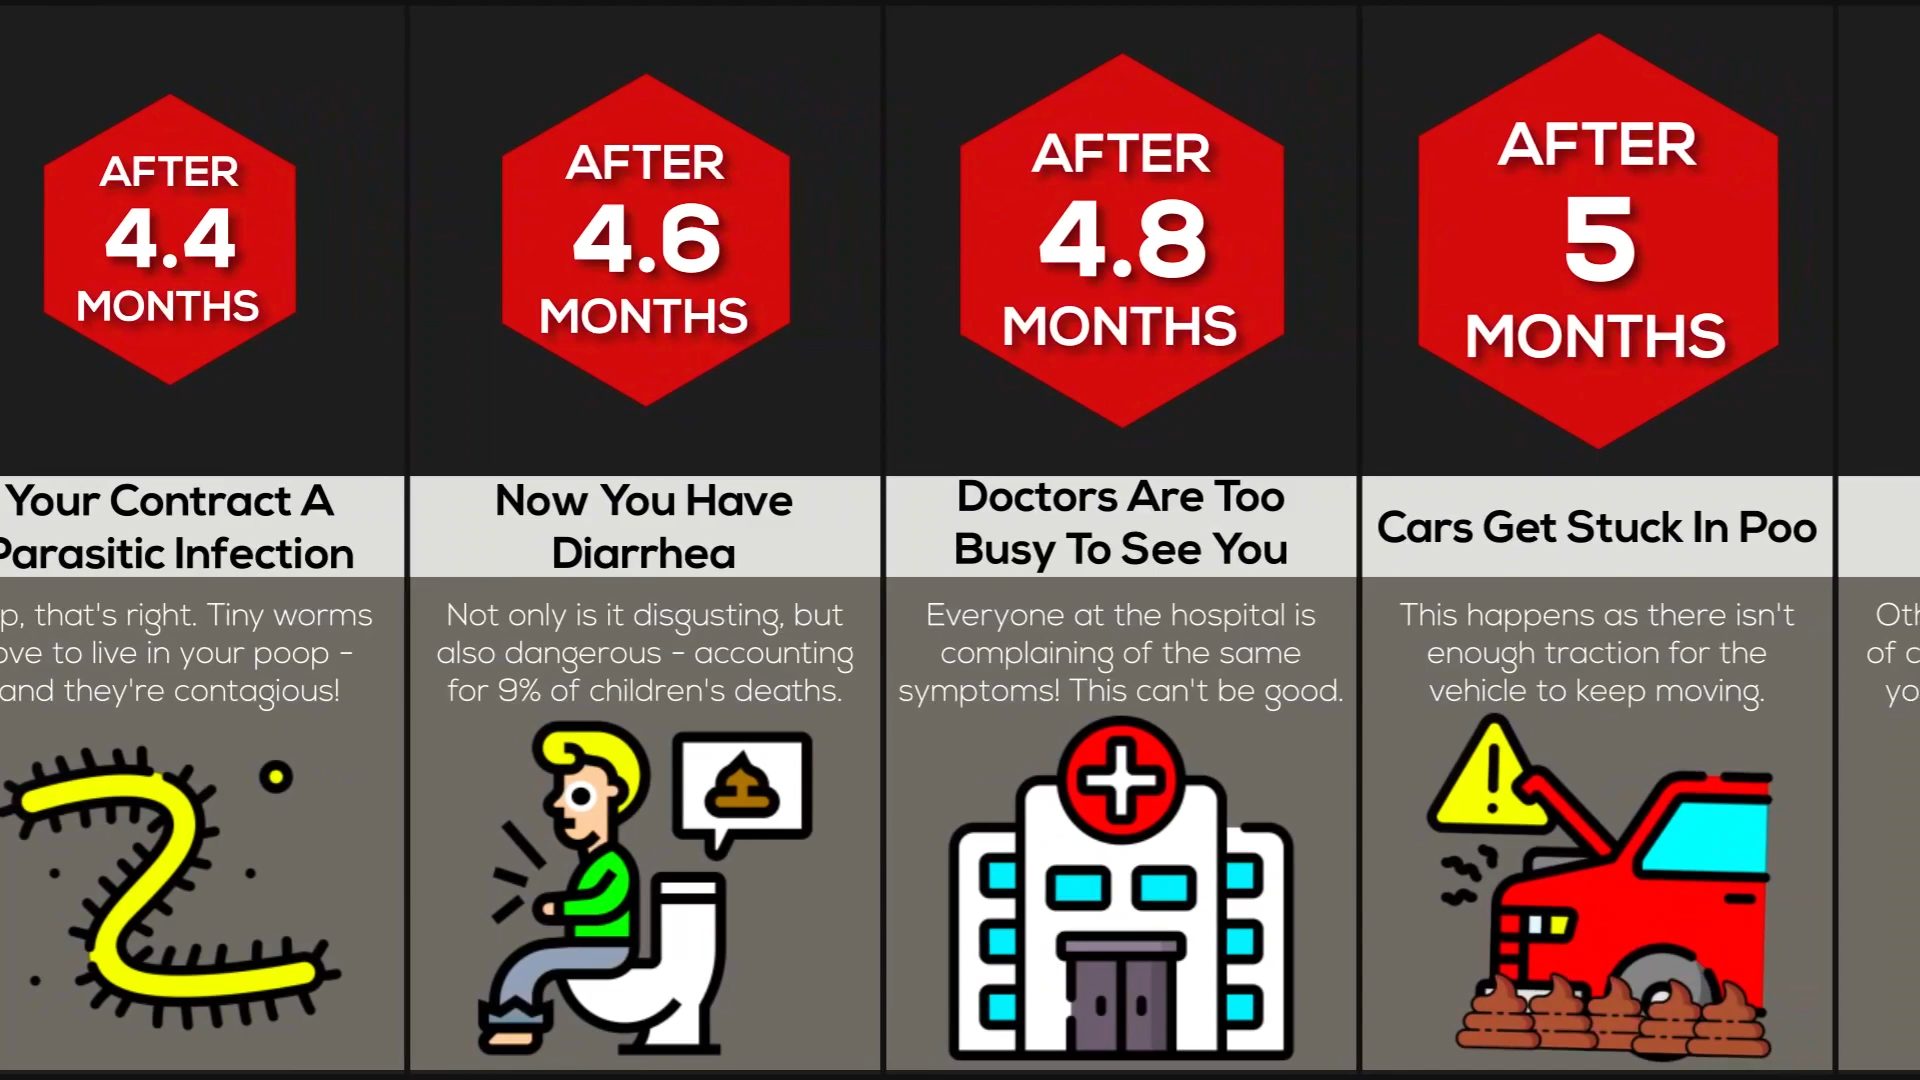 AFTER
4.4
MONTHS
Your Contract A
Parasitic Infection
that's right. Tiny worms
to live in your poop -
and they're contagious!
AFTER
4.6
MONTHS
Now You Have
Diarrhea
Not only is it disgusting, but
also dangerous - accounting
for 9% of children's deaths.
AFTER
4.8
MONTHS
Doctors Are Too
Busy To See You
Everyone at the hospital is
complaining of the same
symptoms! This can't be good.
AFTER
5
MONTHS
Cars Get Stuck In Poo
This happens as there isn't
enough traction for the
vehicle to keep moving.
of